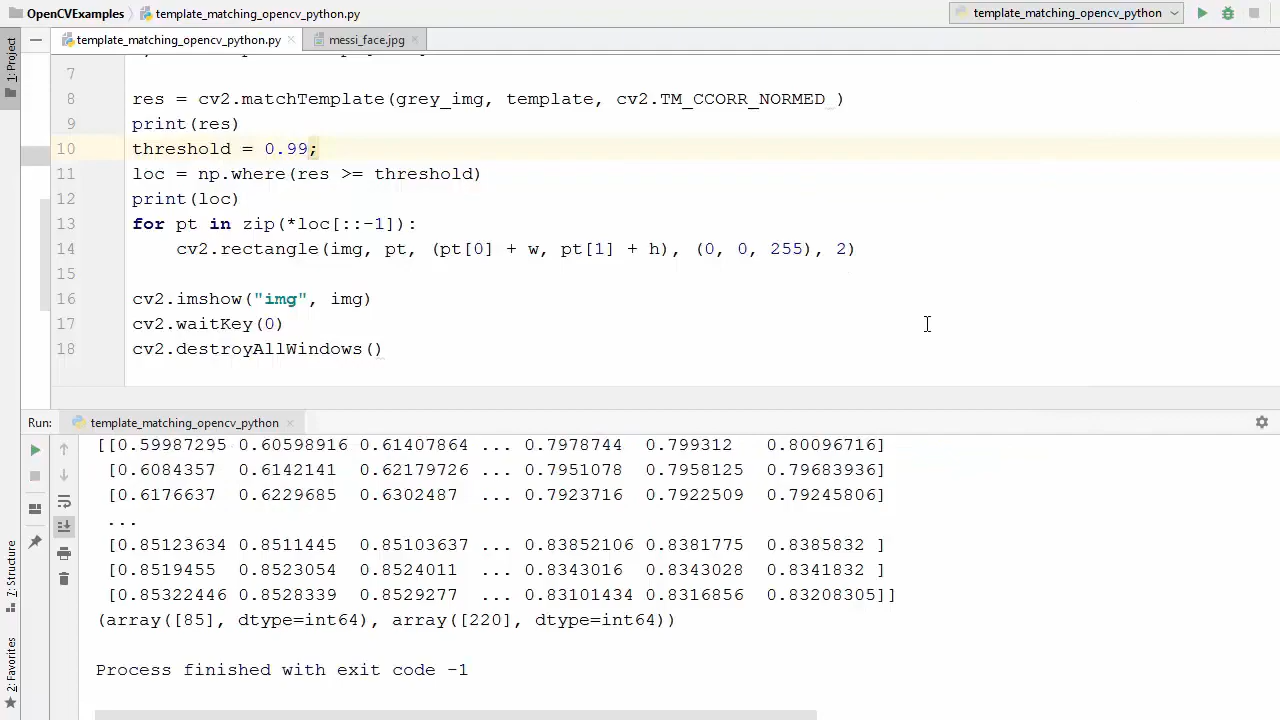 OpenCVExamples template_matching_opencv_python.py template_matching_opencv_python
template_matching_opencv_python.py messi_face.jpg
1: Project
7
8 res = cv2.matchTemplate(grey_img, template, cv2.TM_CCORR_NORMED )
9 print(res)
10 threshold = 0.99;
11 loc = np.where(res >= threshold)
12 print(loc)
13 for pt in zip(*loc[::-1]):
14 cv2.rectangle(img, pt, (pt[0] + w, pt[1] + h), (0, 0, 255), 2)
15
16 cv2.imshow("img", img)
17 cv2.waitKey(0)
18 cv2.destroyAllWindows()
Run: template_matching_opencv_python
[[0.59987295 0.60598916 0.61407864 ... 0.7978744 0.799312 0.80096716]
[0.6084357 0.6142141 0.62179726 ... 0.7951078 0.7958125 0.79683936]
[0.6176637 0.6229685 0.6302487 ... 0.7923716 0.7922509 0.79245806]
...
[0.85123634 0.8511445 0.85103637 ... 0.83852106 0.8381775 0.8385832 ]
[0.8519455 0.8523054 0.8524011 ... 0.8343016 0.8343028 0.8341832 ]
[0.85322446 0.8528339 0.8529277 ... 0.83101434 0.8316856 0.83208305]]
(array([85], dtype=int64), array([220], dtype=int64))
Process finished with exit code -1
Z: Structure
2: Favorites